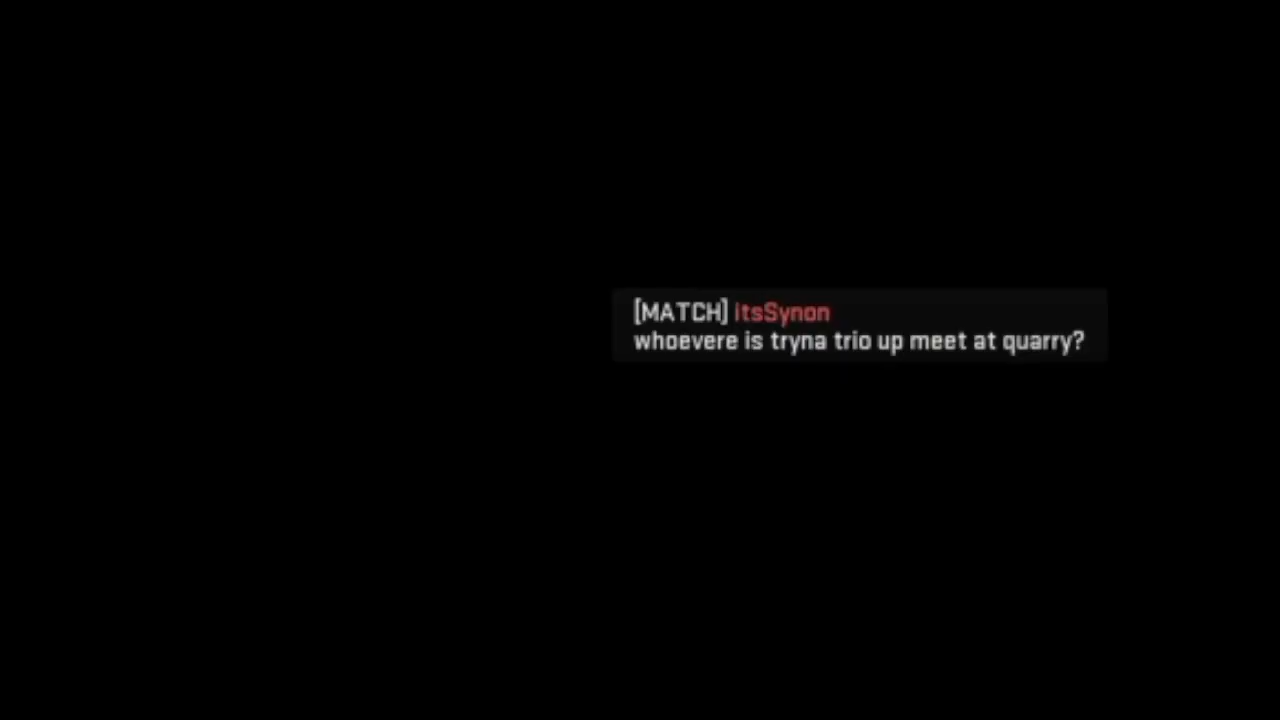 [MATCH] itsSynon
whoevere is tryna trio up meet at quarry?